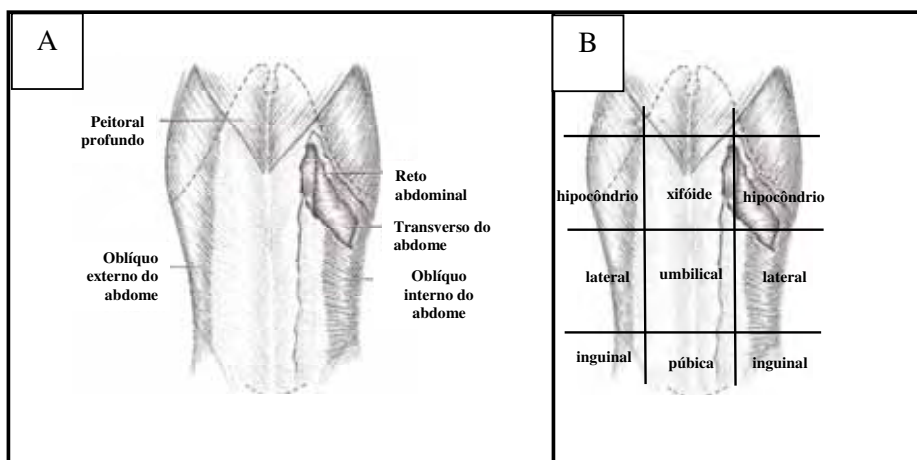 A
Peitoral
profundo
Reto
abdominal
Transverso do
abdome
Oblíquo
externo do
abdome
Oblíquo
interno do
abdome
B
hipocôndrio
xifóide
hipocôndrio
lateral
umbilical
lateral
inguinal
púbica
inguinal